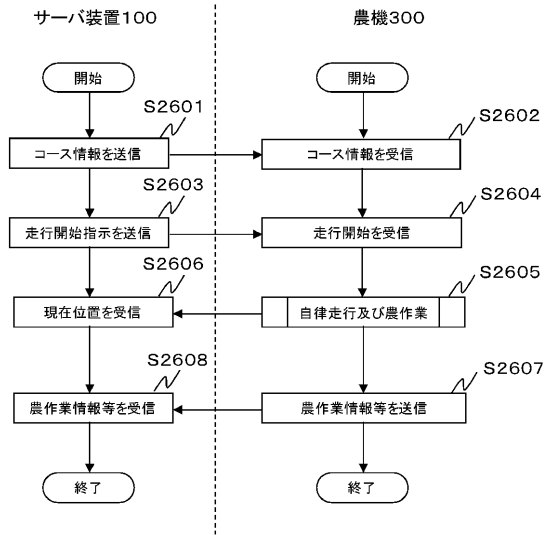 サーバ装置100
農機300
開始
開始
S2601
S2602
コース情報を送信
コース情報を受信
S2603
S2604
走行開始指示を送信
走行開始を受信
S2606
S2605
現在位置を受信
自律走行及び農作業
S2608
S2607
農作業情報等を受信
農作業情報等を送信
終了
終了